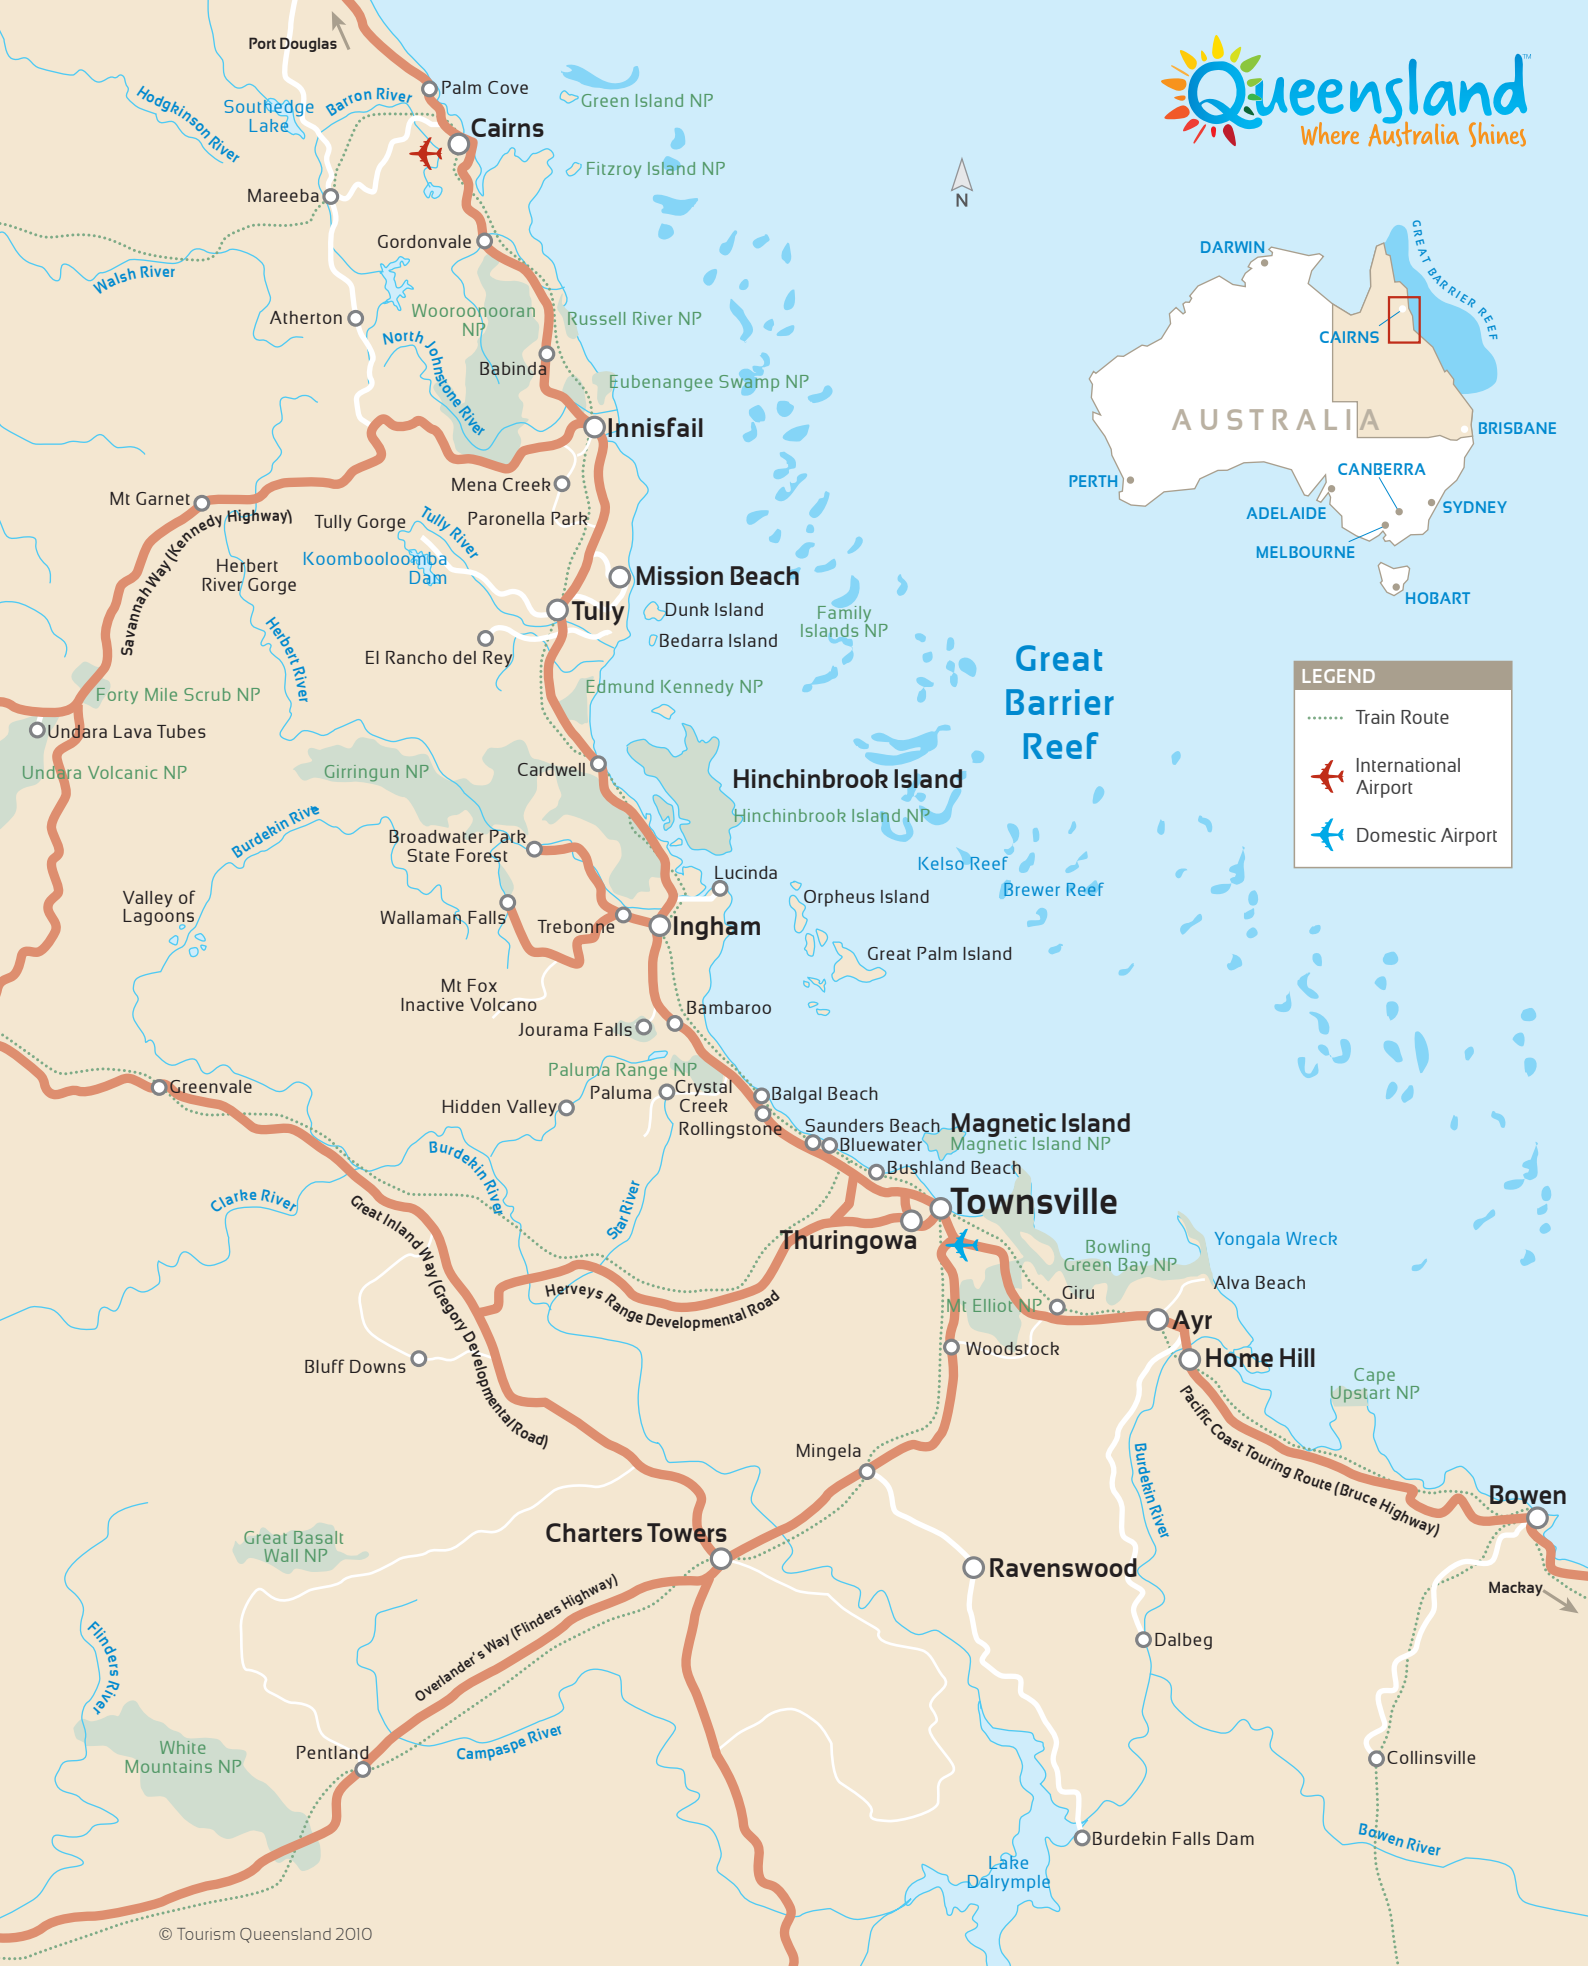 Port Douglas
Palm Cove
Green Island NP
Hodgkinson River
Southedge
Lake
Barron River
Cairns
Fitzroy Island NP
Mareeba
Gordonvale
Walsh River
Atherton
Wooroonooran
NP
Russell River NP
North Johnstone River
Babinda
Eubenangee Swamp NP
Innisfail
Mt Garnet
Mena Creek
Savannah Way (Kennedy Highway)
Tully Gorge
Tully River
Paronella Park
Koombooloomba
Dam
Herbert
River Gorge
Mission Beach
Tully
Dunk Island
Family
Islands NP
Bedarra Island
Herbert River
El Rancho del Rey
Great
Barrier
Reef
Edmund Kennedy NP
Forty Mile Scrub NP
Undara Lava Tubes
Undara Volcanic NP
Girringun NP
Cardwell
Hinchinbrook Island
Hinchinbrook Island NP
Burdekin Rive
Broadwater Park
State Forest
Kelso Reef
Brewer Reef
Lucinda
Orpheus Island
Valley of
Lagoons
Wallaman Falls
Trebonne
Ingham
Great Palm Island
Mt Fox
Inactive Volcano
Bambaroo
Jourama Falls
Paluma Range NP
Greenvale
Paluma
Crystal
Creek
Hidden Valley
Balgal Beach
Rollingstone
Saunders Beach
Bluewater
Magnetic Island
Magnetic Island NP
Bushland Beach
Burdekin River
Clarke River
Star River
Townsville
Thuringowa
Great Inland Way (Gregory Developmental Road)
Herveys Range Developmental Road
Bowling
Green Bay NP
Yongala Wreck
Alva Beach
Mt Elliot NP
Giru
Ayr
Woodstock
Home Hill
Bluff Downs
Cape
Upstart NP
Pacific Coast Touring Route (Bruce Highway)
Mingela
Burdekin River
Bowen
Great Basalt
Wall NP
Charters Towers
Ravenswood
Mackay
Overlander's Way (Flinders Highway)
Dalbeg
Flinders River
White
Mountains NP
Pentland
Campaspe River
Collinsville
Burdekin Falls Dam
Bowen River
Lake
Dalrymple
© Tourism Queensland 2010
Queensland
TM
Where Australia Shines
N
DARWIN
GREAT BARRIER REEF
CAIRNS
AUSTRALIA
BRISBANE
CANBERRA
PERTH
ADELAIDE
SYDNEY
MELBOURNE
HOBART
LEGEND
Train Route
International
Airport
Domestic Airport